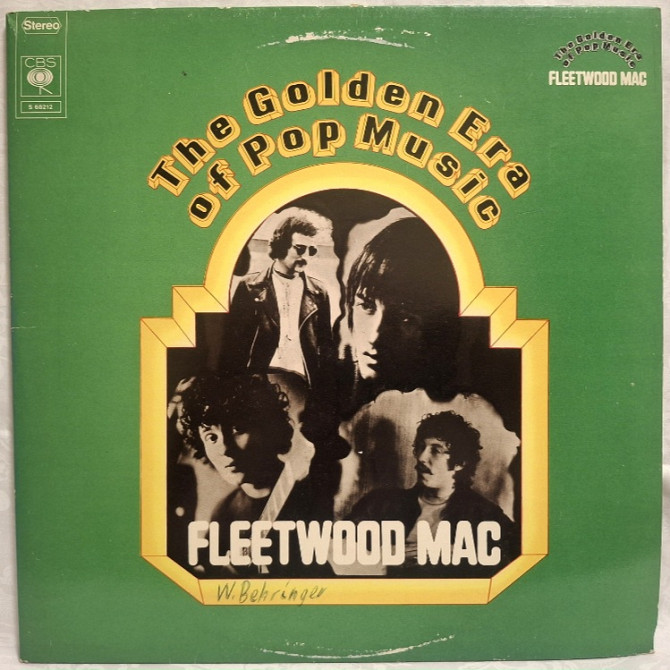 Stereo
CBS
S 68212
The Golden Era
of Pop Music
FLEETWOOD MAC
The Golden Era
of Pop Music
FLEETWOOD MAC
W. Behringer